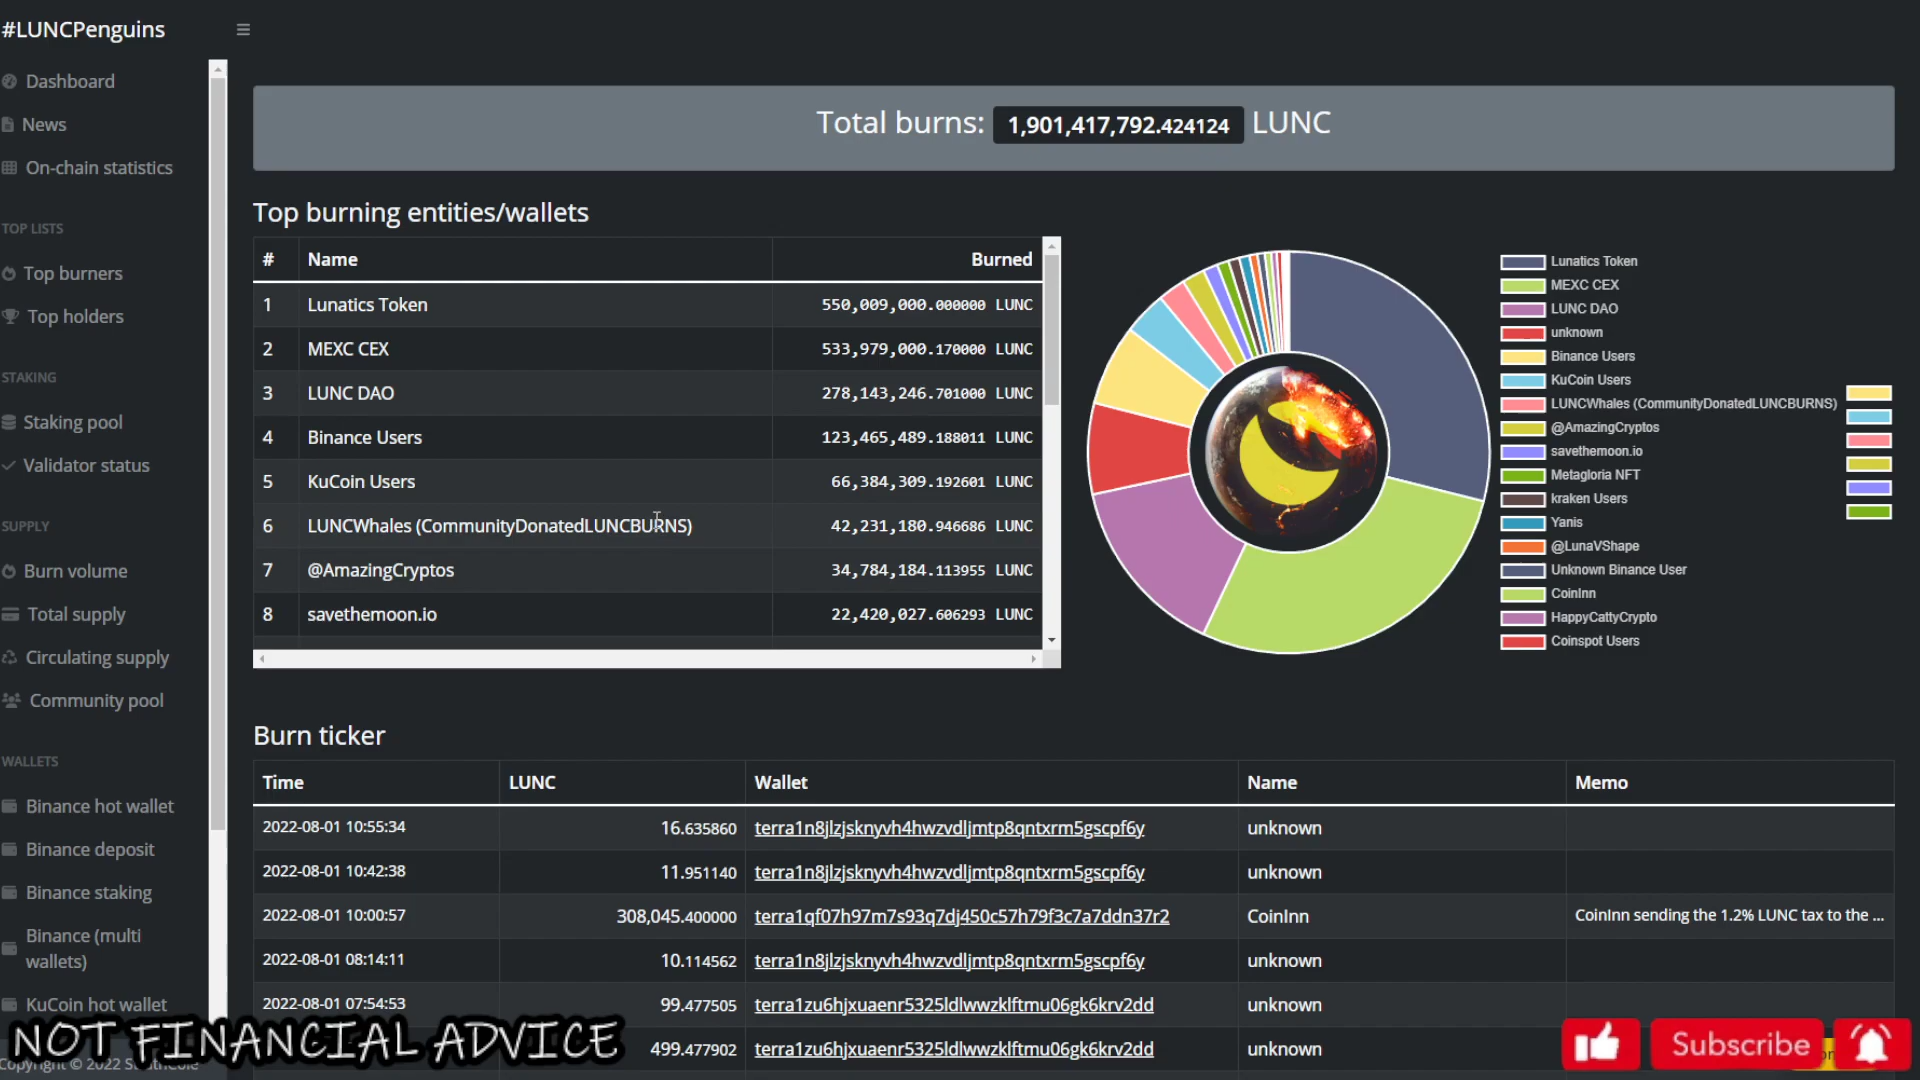 #LUNCPenguins
Dashboard
News
On-chain statistics
TOP LISTS
Top burners
Top holders
STAKING
Staking pool
Validator status
SUPPLY
Burn volume
Total supply
Circulating supply
Community pool
WALLETS
Binance hot wallet
Binance deposit
Binance staking
Binance (multi
wallets)
KuCoin hot wallet
Total burns: 1,901,417,792.424124 LUNC
Top burning entities/wallets
# Name Burned
1 Lunatics Token 550,009,000.000000 LUNC
2 MEXC CEX 533,979,000.170000 LUNC
3 LUNC DAO 278,143,246.701000 LUNC
4 Binance Users 123,465,489.188011 LUNC
5 KuCoin Users 66,384,309.192601 LUNC
6 LUNCWhales (CommunityDonatedLUNCBURNS) 42,231,180.946686 LUNC
7 @AmazingCryptos 34,784,184.113955 LUNC
8 savethemoon.io 22,420,027.606293 LUNC
Lunatics Token
MEXC CEX
LUNC DAO
unknown
Binance Users
KuCoin Users
LUNCWhales (CommunityDonatedLUNCBURNS)
@AmazingCryptos
savethemoon.io
Metagloria NFT
kraken Users
Yanis
@LunaVShape
Unknown Binance User
CoinInn
HappyCattyCrypto
Coinspot Users
Burn ticker
Time LUNC Wallet Name Memo
2022-08-01 10:55:34 16.635860 terra1n8jlzjsknyvh4hwzvdljmtp8qntxrm5gscpf6y unknown
2022-08-01 10:42:38 11.951140 terra1n8jlzjsknyvh4hwzvdljmtp8qntxrm5gscpf6y unknown
2022-08-01 10:00:57 308,045.400000 terra1qf07h97m7s93q7dj450c57h79f3c7a7ddn37r2 CoinInn CoinInn sending the 1.2% LUNC tax to the ...
2022-08-01 08:14:11 10.114562 terra1n8jlzjsknyvh4hwzvdljmtp8qntxrm5gscpf6y unknown
2022-08-01 07:54:53 99.477505 terra1zu6hjxuaenr5325ldlwwzklftmu06gk6krv2dd unknown
499.477902 terra1zu6hjxuaenr5325ldlwwzklftmu06gk6krv2dd unknown
NOT FINANCIAL ADVICE
Copyright © 2022
Subscribe